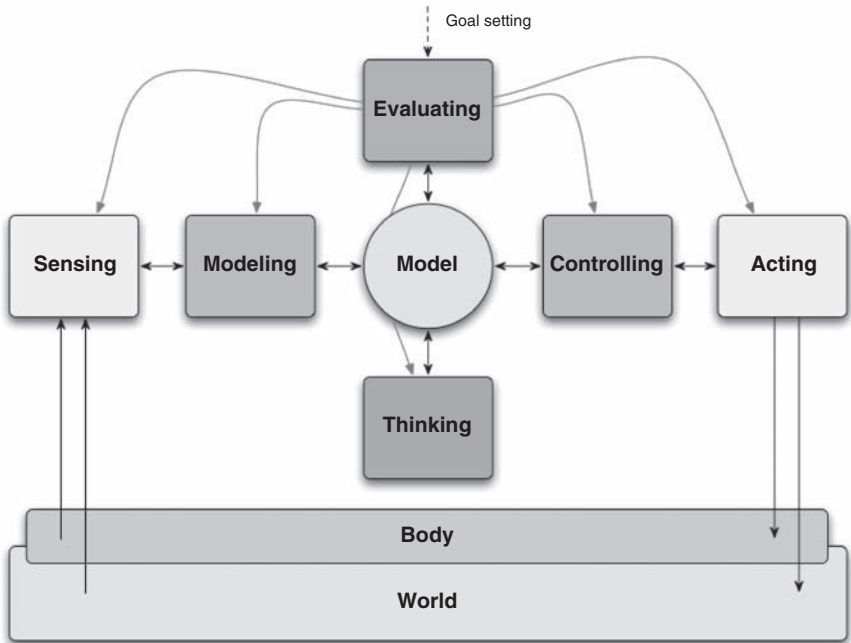 Goal setting
Evaluating
Sensing
Modeling
Model
Controlling
Acting
Thinking
Body
World